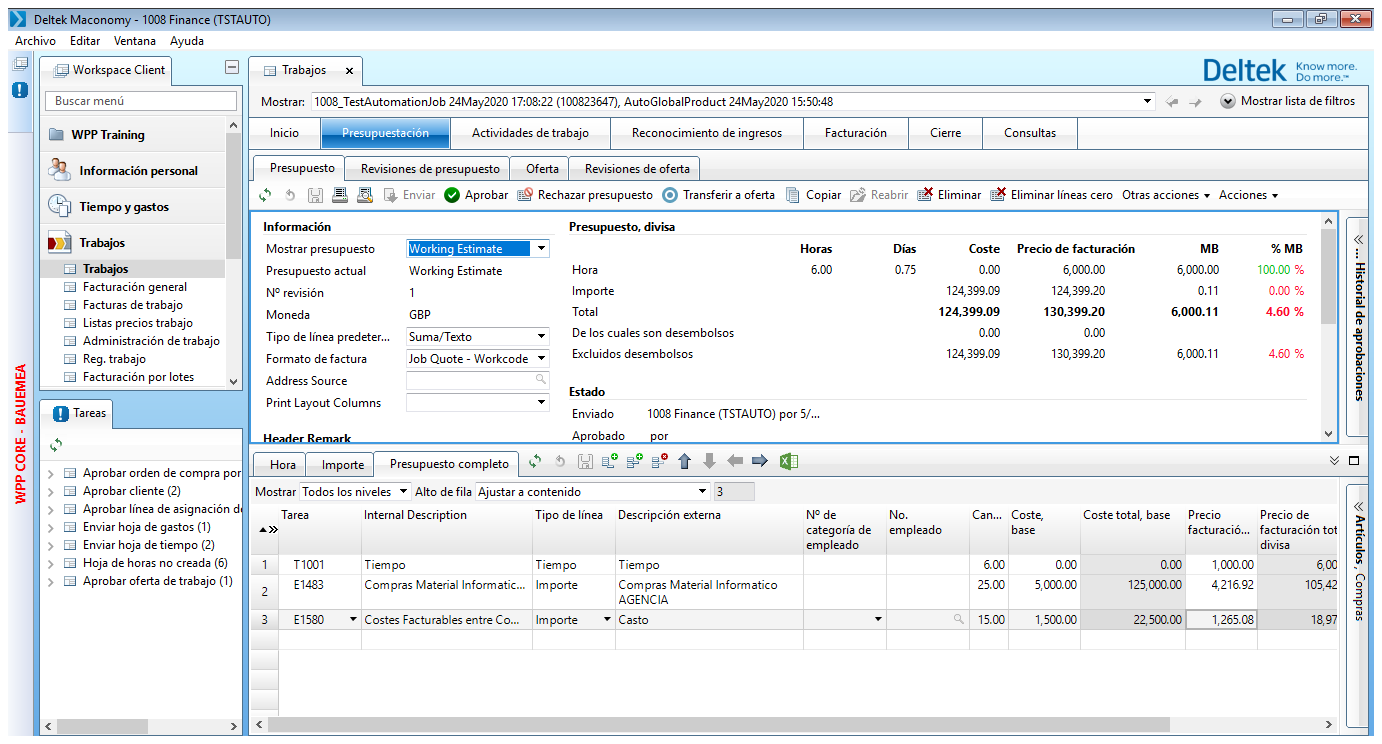 Deltek Maconomy - 1008 Finance (TSTAUTO)
Archivo Editar Ventana Ayuda
Workspace Client
Buscar menú
WPP Training
Información personal
Tiempo y gastos
Trabajos
Trabajos
Facturación general
Facturas de trabajo
Listas precios trabajo
Administración de trabajo
Reg. trabajo
Facturación por lotes
WPP CORE - BAUEMEA
Tareas
Aprobar orden de compra por
Aprobar cliente (2)
Aprobar línea de asignación d
Enviar hoja de gastos (1)
Enviar hoja de tiempo (2)
Hoja de horas no creada (6)
Aprobar oferta de trabajo (1)
Trabajos x
Deltek Know more. Do more.™
Mostrar: 1008_TestAutomationJob 24May2020 17:08:22 (100823647), AutoGlobalProduct 24May2020 15:50:48 Mostrar lista de filtros
Inicio Presupuestación Actividades de trabajo Reconocimiento de ingresos Facturación Cierre Consultas
Presupuesto Revisiones de presupuesto Oferta Revisiones de oferta
Enviar Aprobar Rechazar presupuesto Transferir a oferta Copiar Reabrir Eliminar Eliminar líneas cero Otras acciones Acciones
Información
Mostrar presupuesto Working Estimate
Presupuesto actual Working Estimate
Nº revisión 1
Moneda GBP
Tipo de línea predeter... Suma/Texto
Formato de factura Job Quote - Workcode
Address Source
Print Layout Columns
Header Remark
Presupuesto, divisa
Horas Días Coste Precio de facturación MB % MB
Hora 6.00 0.75 0.00 6,000.00 6,000.00 100.00 %
Importe 124,399.09 124,399.20 0.11 0.00 %
Total 124,399.09 130,399.20 6,000.11 4.60 %
De los cuales son desembolsos 0.00 0.00
Excluidos desembolsos 124,399.09 130,399.20 6,000.11 4.60 %
Estado
Enviado 1008 Finance (TSTAUTO) por 5/...
Aprobado por
... Historial de aprobaciones
Hora Importe Presupuesto completo
Mostrar Todos los niveles Alto de fila Ajustar a contenido 3
Tarea Internal Description Tipo de línea Descripción externa Nº de categoría de empleado No. empleado Can... Coste, base Coste total, base Precio facturació... Precio de facturación tot divisa
1 T1001 Tiempo Tiempo Tiempo 6.00 0.00 0.00 1,000.00 6,00
2 E1483 Compras Material Informatic... Importe Compras Material Informatico AGENCIA 25.00 5,000.00 125,000.00 4,216.92 105,42
3 E1580 Costes Facturables entre Co... Importe Casto 15.00 1,500.00 22,500.00 1,265.08 18,97
Artículos , Compras